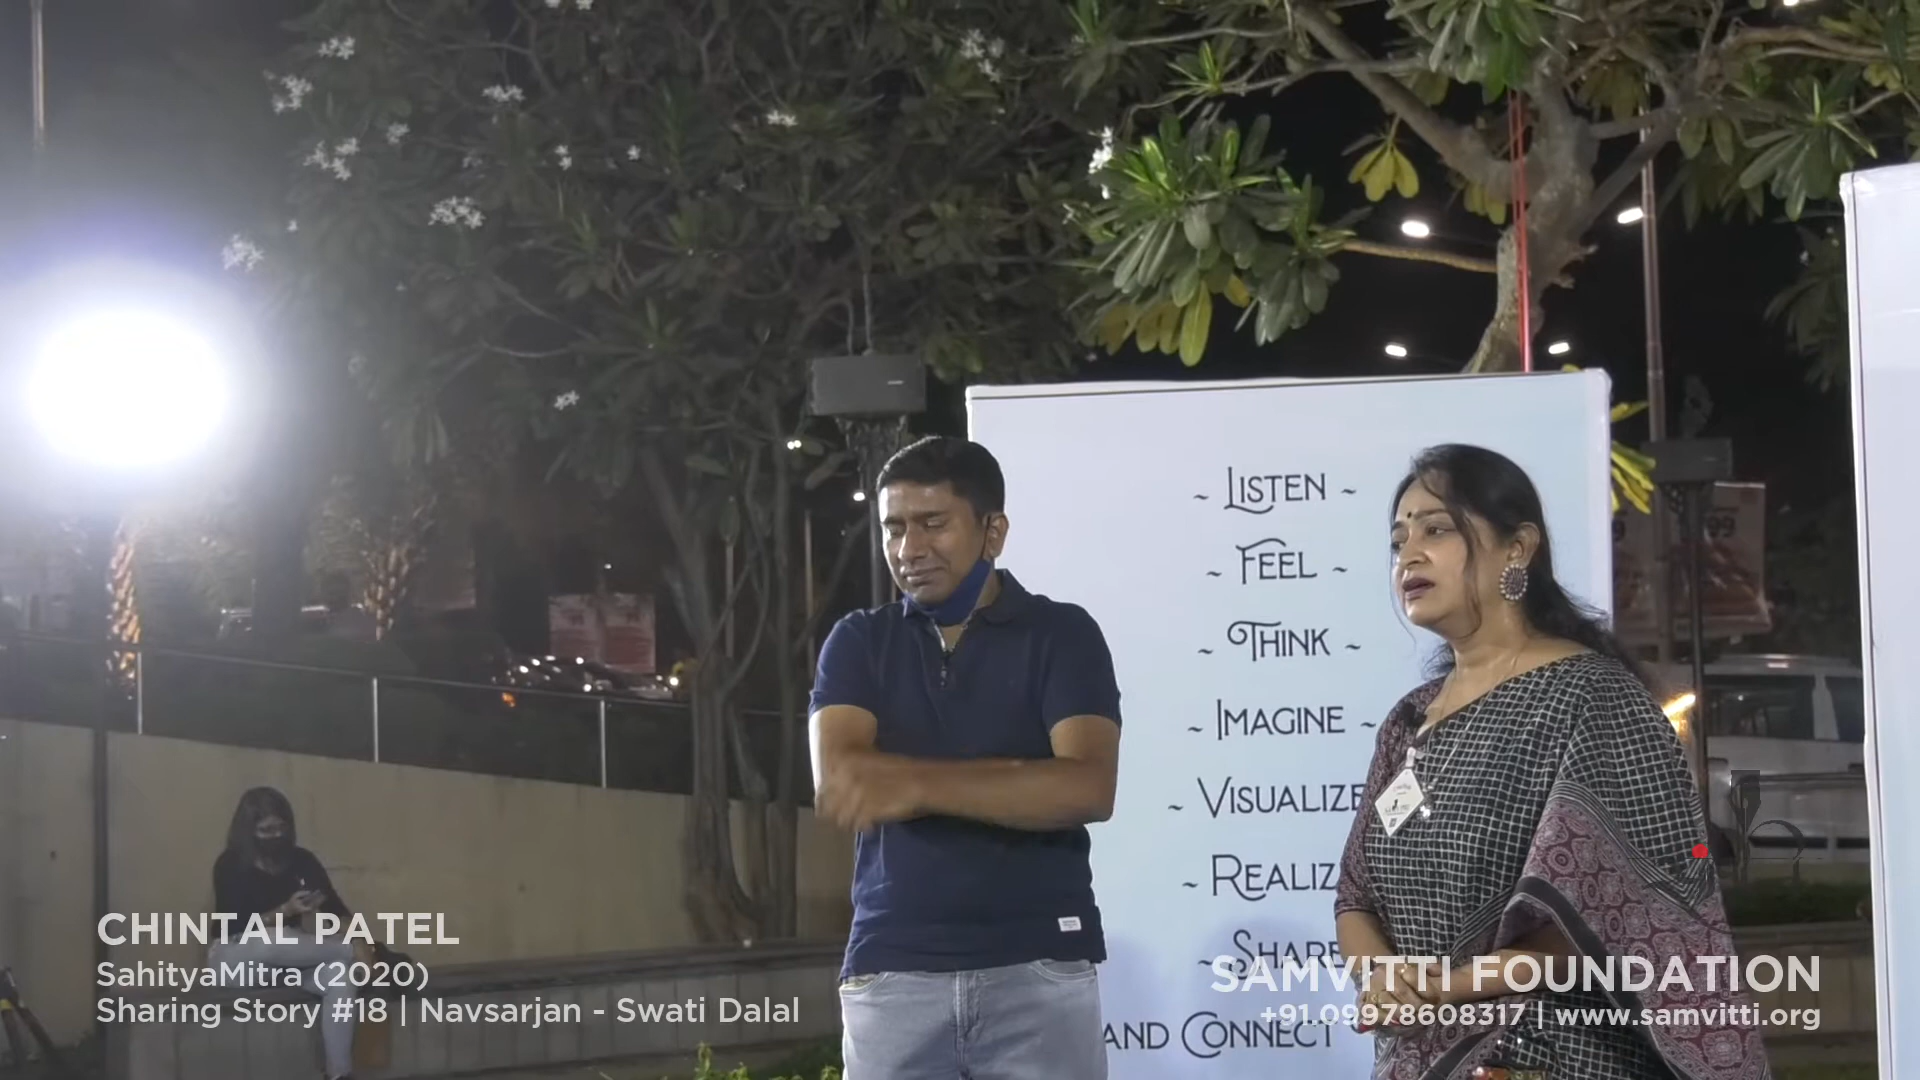 ~ LISTEN ~
~ FEEL ~
~ THINK ~
~ IMAGINE ~
~ VISUALIZE
~ REALIZ
~ SHARE
AND CONNECT
CHINTAL PATEL
SahityaMitra (2020)
Sharing Story #18 | Navsarjan - Swati Dalal
SAMVITTI FOUNDATION
+91.09978608317 | www.samvitti.org